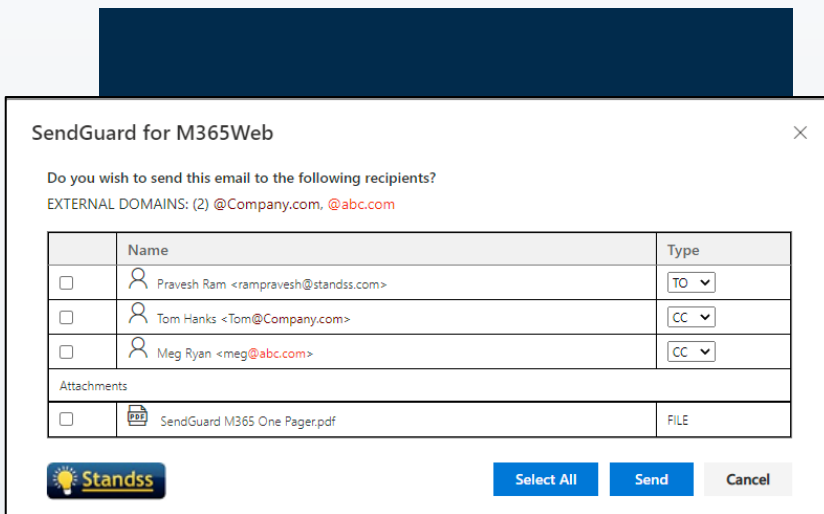 SendGuard for M365Web
Do you wish to send this email to the following recipients?
EXTERNAL DOMAINS: (2) @Company.com, @abc.com
Name Type
Pravesh Ram <rampravesh@standss.com> TO
Tom Hanks <Tom@Company.com> CC
Meg Ryan <meg@abc.com> CC
Attachments
PDF SendGuard M365 One Pager.pdf FILE
Standss Select All Send Cancel